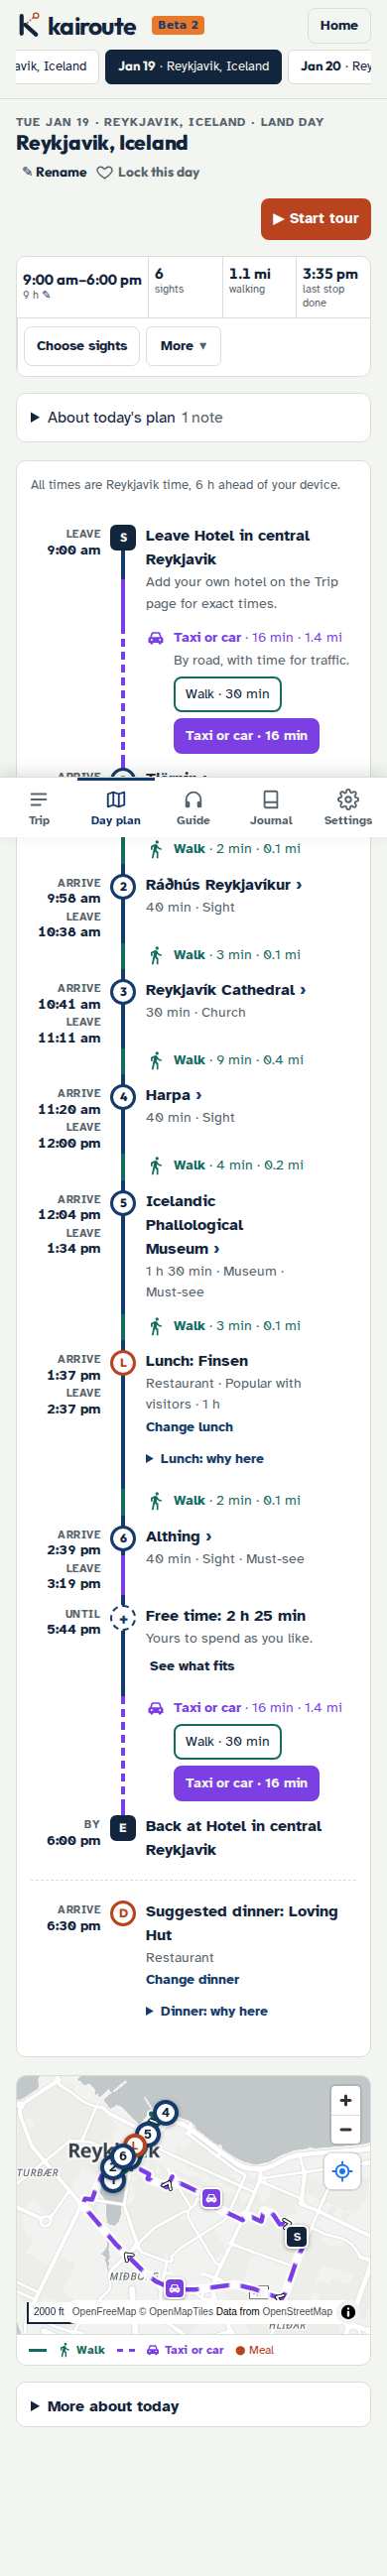 kairoute Beta 2 Home
avik, Iceland Jan 19 · Reykjavik, Iceland Jan 20 · Rey
TUE JAN 19 · REYKJAVIK, ICELAND · LAND DAY
Reykjavik, Iceland
✎ Rename Lock this day
▶ Start tour
9:00 am–6:00 pm 6 1.1 mi 3:35 pm
9 h ✎ sights walking last stop
done
Choose sights More ▼
▶ About today's plan 1 note
All times are Reykjavik time, 6 h ahead of your device.
LEAVE S Leave Hotel in central
9:00 am Reykjavik
Add your own hotel on the Trip
page for exact times.
Taxi or car · 16 min · 1.4 mi
By road, with time for traffic.
Walk · 30 min
Taxi or car · 16 min
Trip Day plan Guide Journal Settings
Walk · 2 min · 0.1 mi
ARRIVE 2 Ráðhús Reykjavíkur ›
9:58 am 40 min · Sight
LEAVE
10:38 am
Walk · 3 min · 0.1 mi
ARRIVE 3 Reykjavík Cathedral ›
10:41 am 30 min · Church
LEAVE
11:11 am
Walk · 9 min · 0.4 mi
ARRIVE 4 Harpa ›
11:20 am 40 min · Sight
LEAVE
12:00 pm
Walk · 4 min · 0.2 mi
ARRIVE 5 Icelandic
12:04 pm Phallological
LEAVE Museum ›
1:34 pm 1 h 30 min · Museum ·
Must-see
Walk · 3 min · 0.1 mi
ARRIVE L Lunch: Finsen
1:37 pm Restaurant · Popular with
LEAVE visitors · 1 h
2:37 pm Change lunch
▶ Lunch: why here
Walk · 2 min · 0.1 mi
ARRIVE 6 Althing ›
2:39 pm 40 min · Sight · Must-see
LEAVE
3:19 pm
UNTIL + Free time: 2 h 25 min
5:44 pm Yours to spend as you like.
See what fits
Taxi or car · 16 min · 1.4 mi
Walk · 30 min
Taxi or car · 16 min
BY E Back at Hotel in central
6:00 pm Reykjavik
ARRIVE D Suggested dinner: Loving
6:30 pm Hut
Restaurant
Change dinner
▶ Dinner: why here
4 +
5 −
6
TURBÆR
S
2000 ft OpenFreeMap © OpenMapTiles Data from OpenStreetMap
Walk Taxi or car Meal
▶ More about today